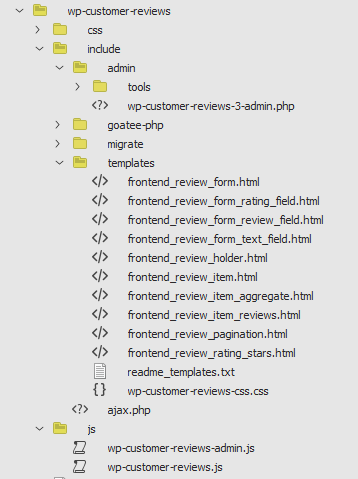 wp-customer-reviews
css
include
admin
tools
wp-customer-reviews-3-admin.php
goatee-php
migrate
templates
frontend_review_form.html
frontend_review_form_rating_field.html
frontend_review_form_review_field.html
frontend_review_form_text_field.html
frontend_review_holder.html
frontend_review_item.html
frontend_review_item_aggregate.html
frontend_review_item_reviews.html
frontend_review_pagination.html
frontend_review_rating_stars.html
readme_templates.txt
wp-customer-reviews-css.css
ajax.php
js
wp-customer-reviews-admin.js
wp-customer-reviews.js